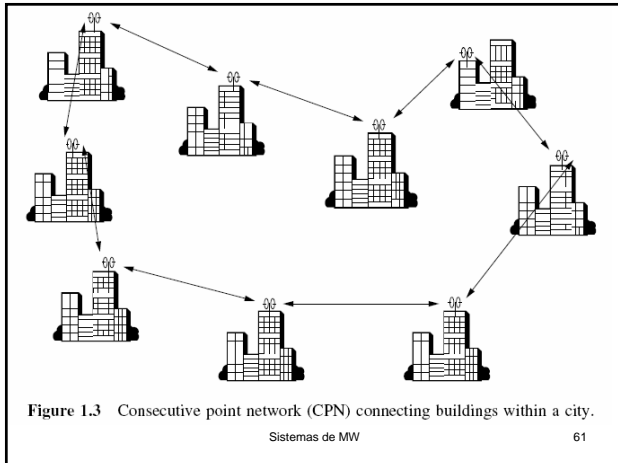 Figure 1.3 Consecutive point network (CPN) connecting buildings within a city.
Sistemas de MW 61